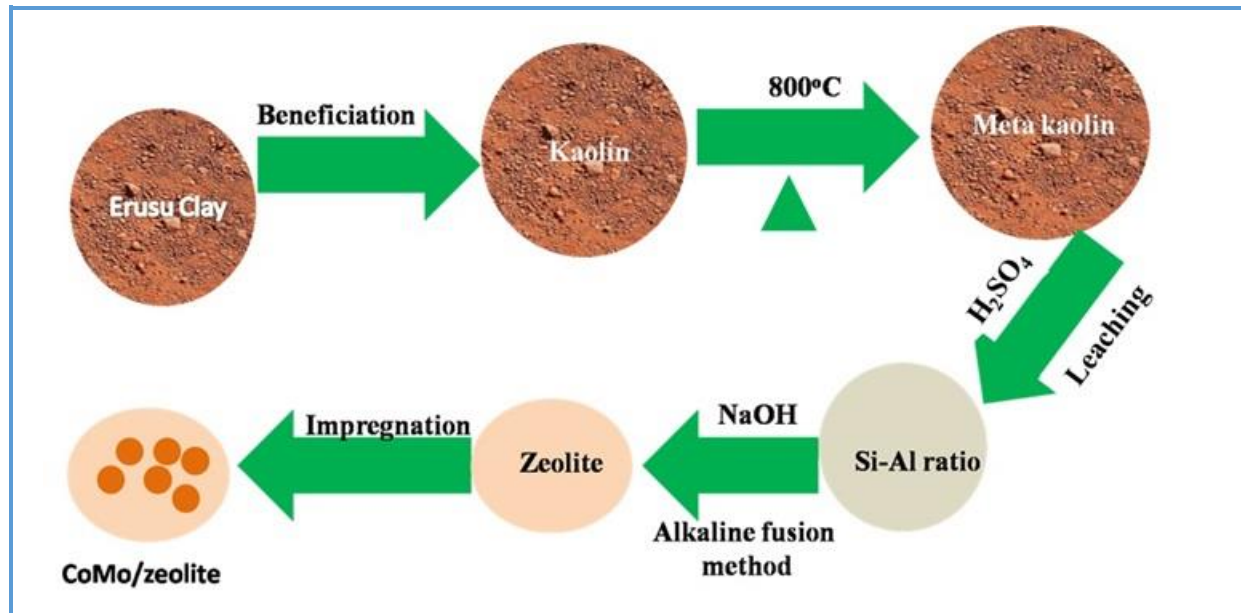 Erusu Clay
Beneficiation
Kaolin
800°C
Meta kaolin
H₂SO₄
Leaching
Si-Al ratio
NaOH
Alkaline fusion
method
Zeolite
Impregnation
CoMo/zeolite